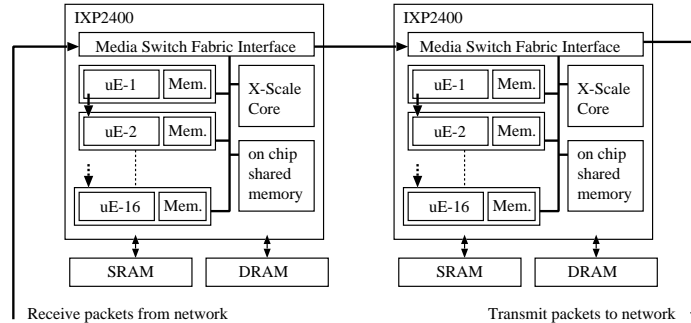 IXP2400
Media Switch Fabric Interface
uE-1 Mem.
X-Scale
Core
uE-2 Mem.
on chip
shared
memory
uE-16 Mem.
SRAM
DRAM
Receive packets from network
IXP2400
Media Switch Fabric Interface
uE-1 Mem.
X-Scale
Core
uE-2 Mem.
on chip
shared
memory
uE-16 Mem.
SRAM
DRAM
Transmit packets to network